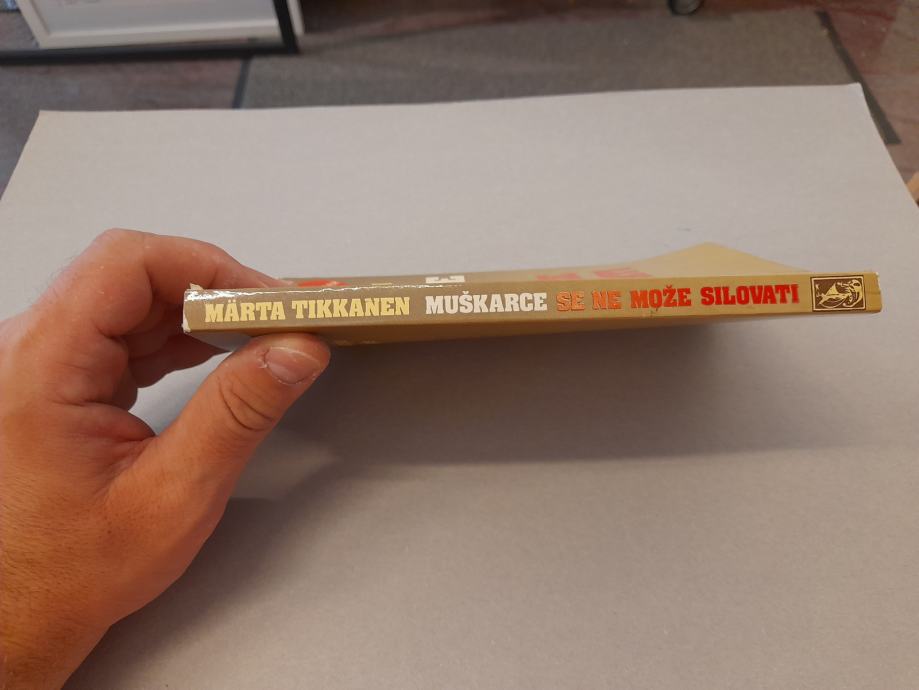 MÄRTA TIKKANEN MUŠKARCE SE NE MOŽE SILOVATI